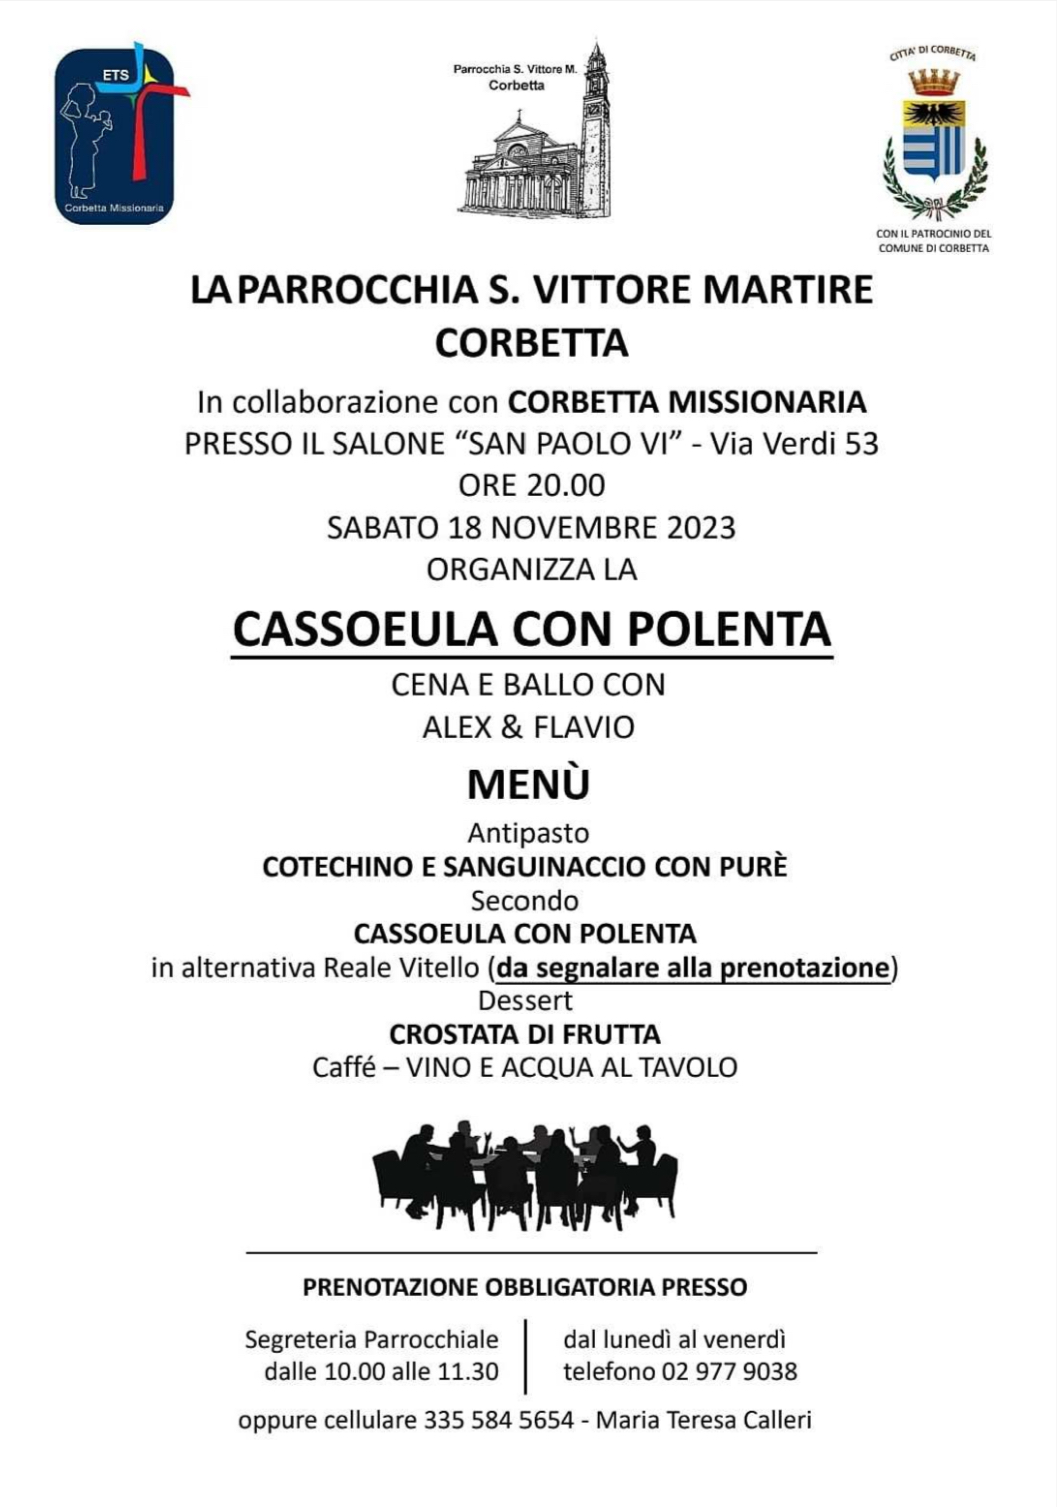 ETS
Corbetta Missionaria
Parrocchia S. Vittore M.
Corbetta
CITTA' DI CORBETTA
CON IL PATROCINIO DEL
COMUNE DI CORBETTA
LA PARROCCHIA S. VITTORE MARTIRE
CORBETTA
In collaborazione con CORBETTA MISSIONARIA
PRESSO IL SALONE “SAN PAOLO VI” - Via Verdi 53
ORE 20.00
SABATO 18 NOVEMBRE 2023
ORGANIZZA LA
CASSOEULA CON POLENTA
CENA E BALLO CON
ALEX & FLAVIO
MENÙ
Antipasto
COTECHINO E SANGUINACCIO CON PURÈ
Secondo
CASSOEULA CON POLENTA
in alternativa Reale Vitello (da segnalare alla prenotazione)
Dessert
CROSTATA DI FRUTTA
Caffé – VINO E ACQUA AL TAVOLO
PRENOTAZIONE OBBLIGATORIA PRESSO
Segreteria Parrocchiale
dalle 10.00 alle 11.30
dal lunedì al venerdì
telefono 02 977 9038
oppure cellulare 335 584 5654 - Maria Teresa Calleri